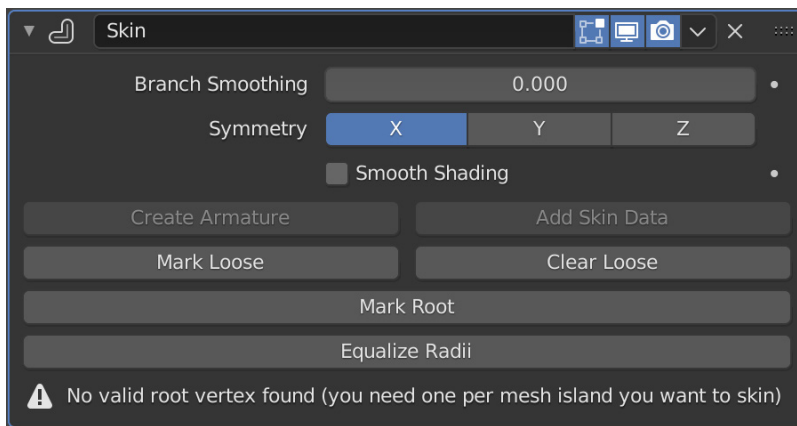 Skin
Branch Smoothing 0.000
Symmetry X Y Z
Smooth Shading
Create Armature Add Skin Data
Mark Loose Clear Loose
Mark Root
Equalize Radii
No valid root vertex found (you need one per mesh island you want to skin)